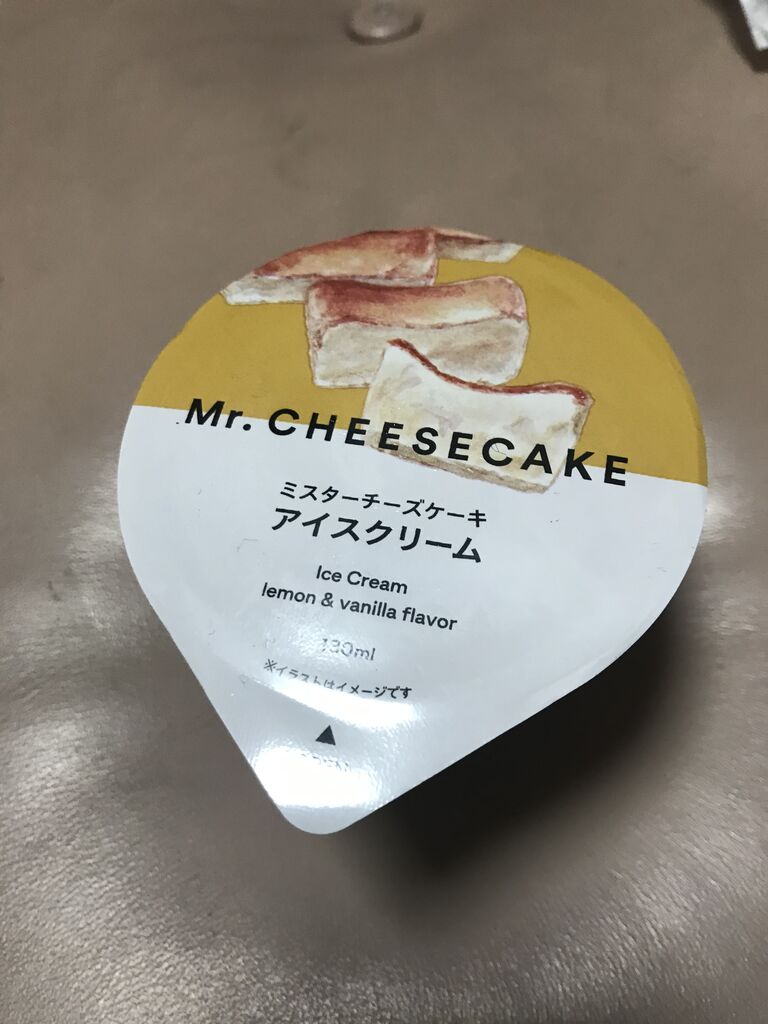 Mr. CHEESECAKE
ミスターチーズケーキ
アイスクリーム
Ice Cream
lemon & vanilla flavor
※イラストはイメージです
▲